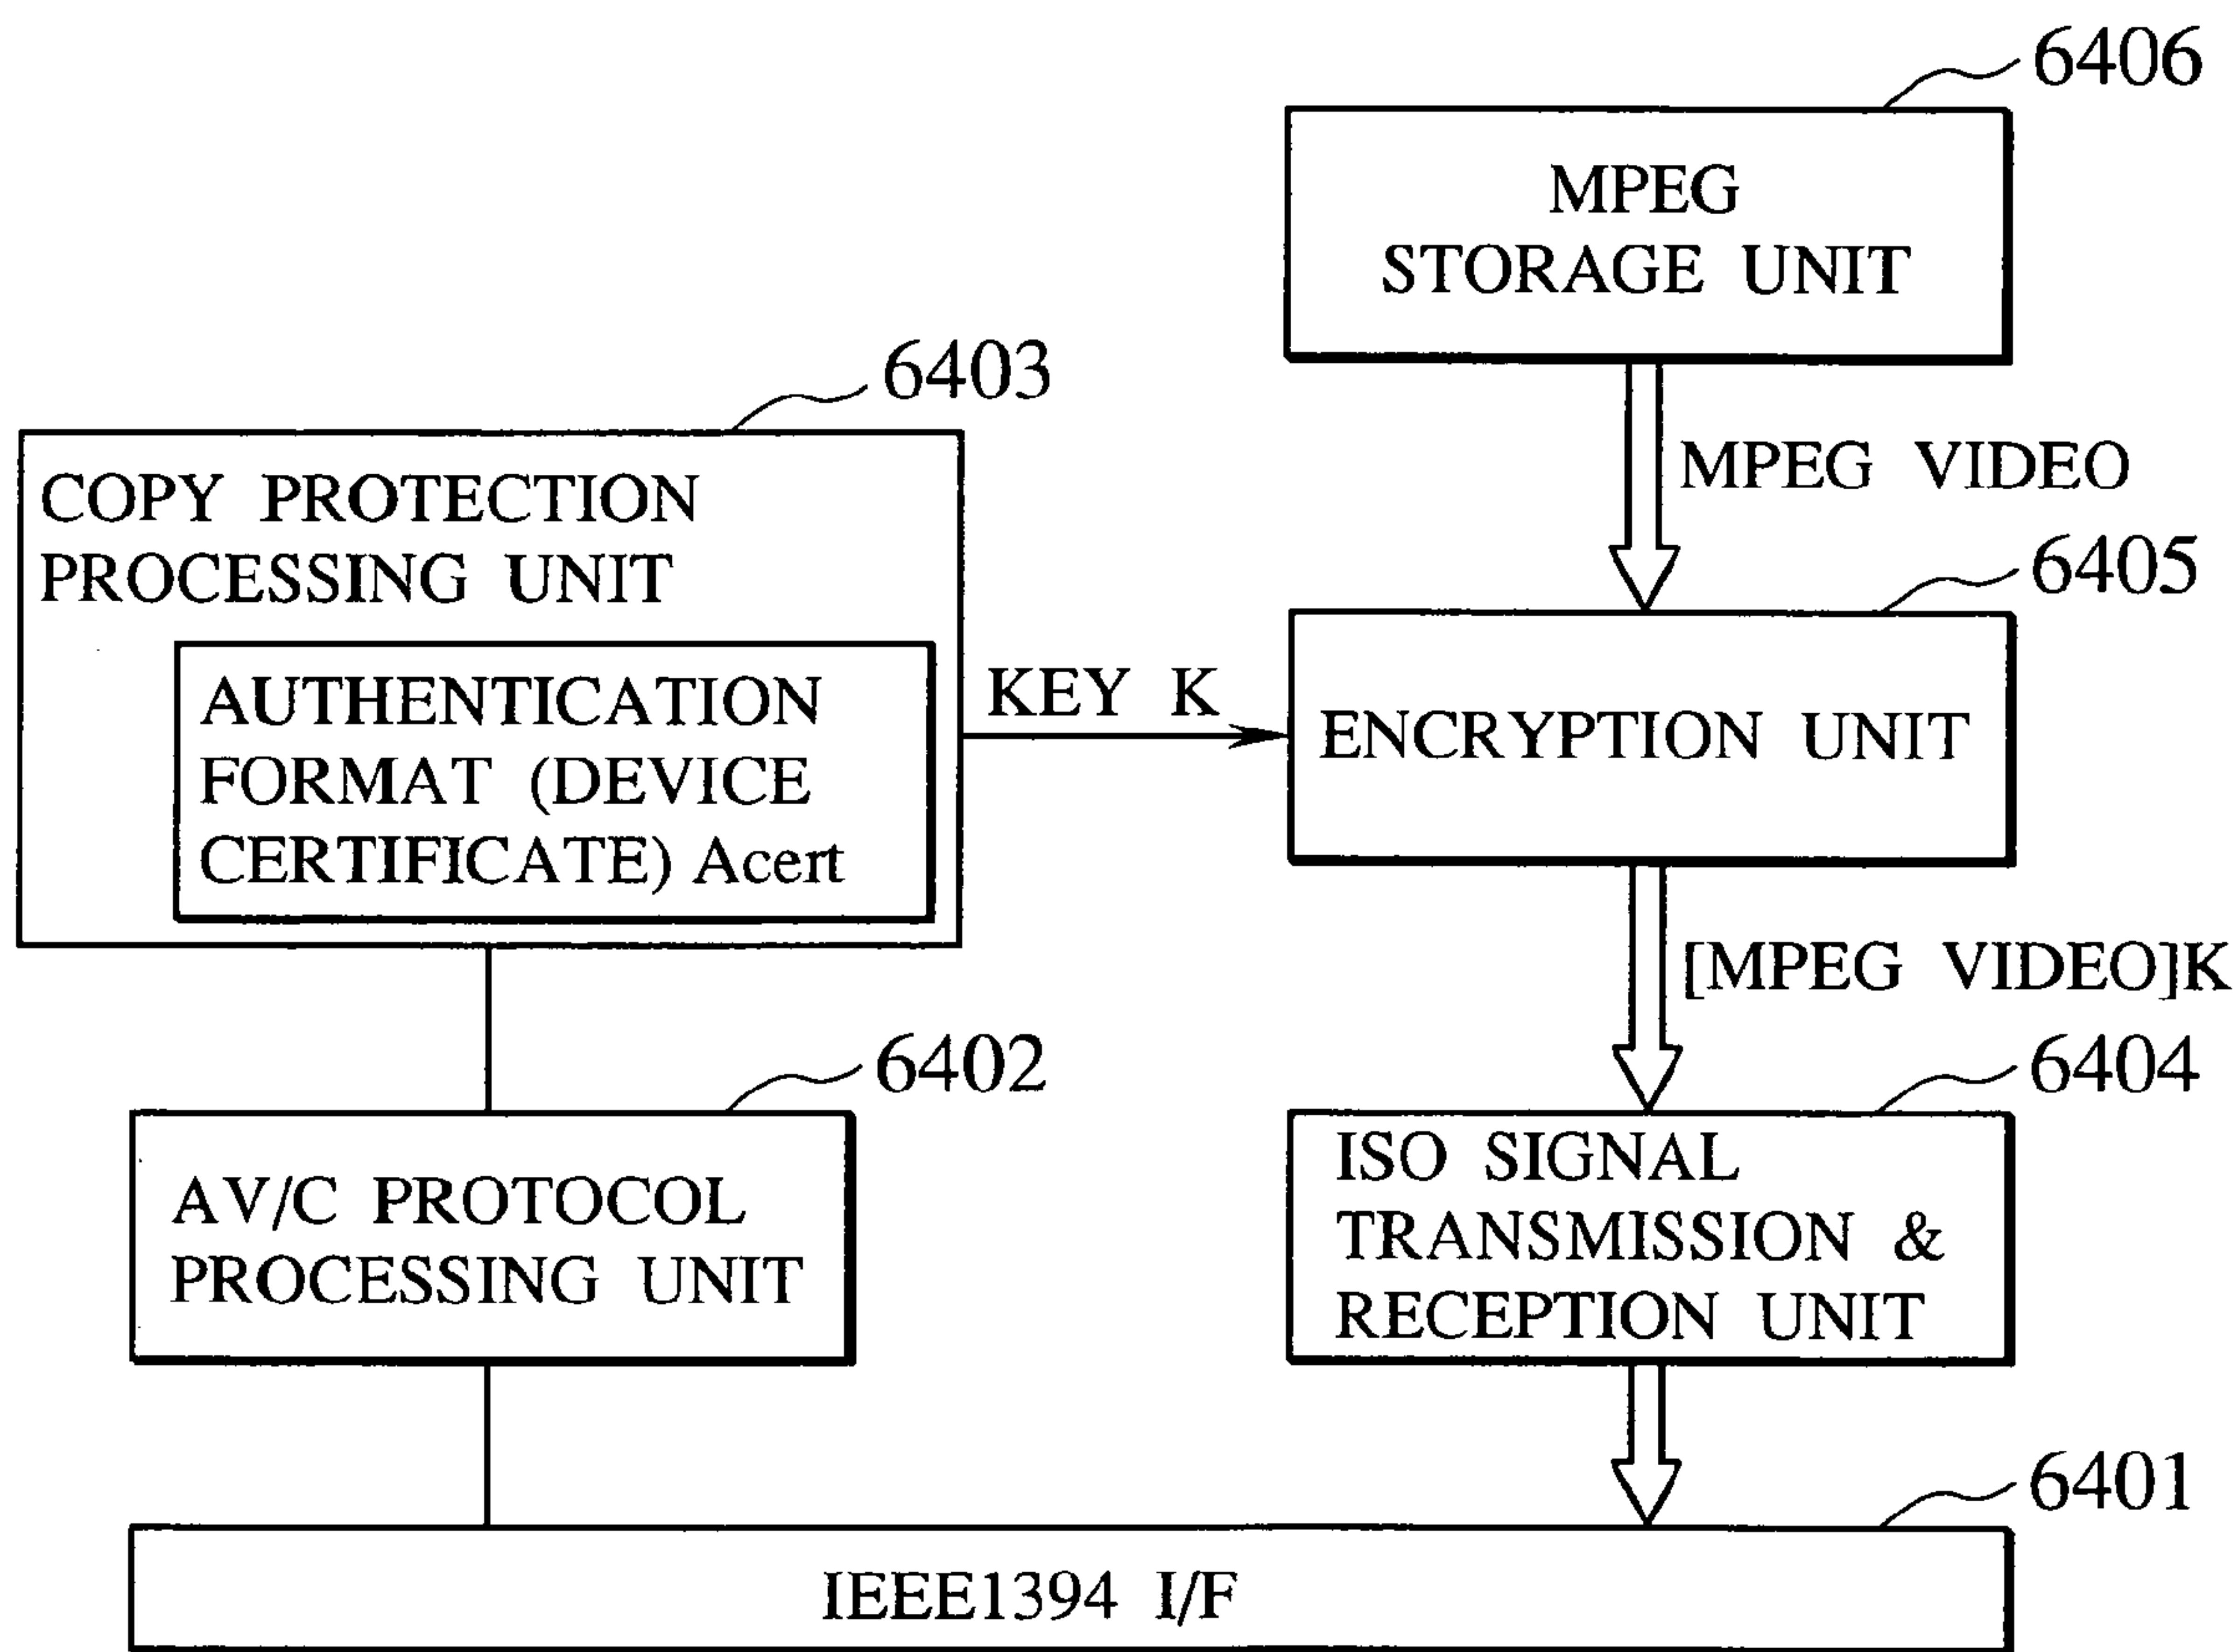 6406
MPEG
STORAGE UNIT
6403
COPY PROTECTION
PROCESSING UNIT
MPEG VIDEO
6405
AUTHENTICATION
FORMAT (DEVICE
CERTIFICATE) Acert
KEY K
ENCRYPTION UNIT
[MPEG VIDEO]K
6402
6404
AV/C PROTOCOL
PROCESSING UNIT
ISO SIGNAL
TRANSMISSION &
RECEPTION UNIT
6401
IEEE1394 I/F